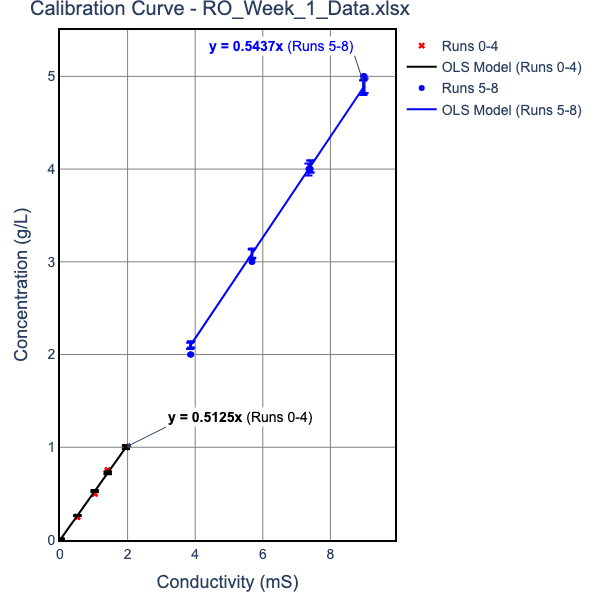 Calibration Curve - RO_Week_1_Data.xlsx
y = 0.5437x (Runs 5-8)
Runs 0-4
OLS Model (Runs 0-4)
Runs 5-8
OLS Model (Runs 5-8)
5
4
3
2
1
0
y = 0.5125x (Runs 0-4)
Concentration (g/L)
0 2 4 6 8
Conductivity (mS)